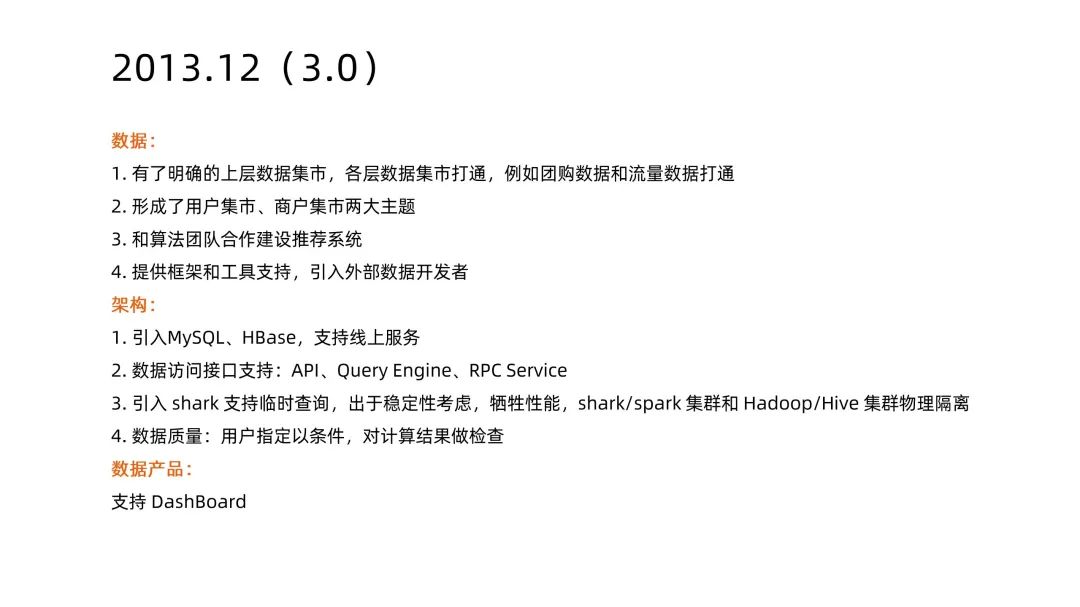 2013.12（3.0）
数据：
1. 有了明确的上层数据集市，各层数据集市打通，例如团购数据和流量数据打通
2. 形成了用户集市、商户集市两大主题
3. 和算法团队合作建设推荐系统
4. 提供框架和工具支持，引入外部数据开发者
架构：
1. 引入MySQL、HBase，支持线上服务
2. 数据访问接口支持：API、Query Engine、RPC Service
3. 引入 shark 支持临时查询，出于稳定性考虑，牺牲性能，shark/spark 集群和 Hadoop/Hive 集群物理隔离
4. 数据质量：用户指定以条件，对计算结果做检查
数据产品：
支持 DashBoard